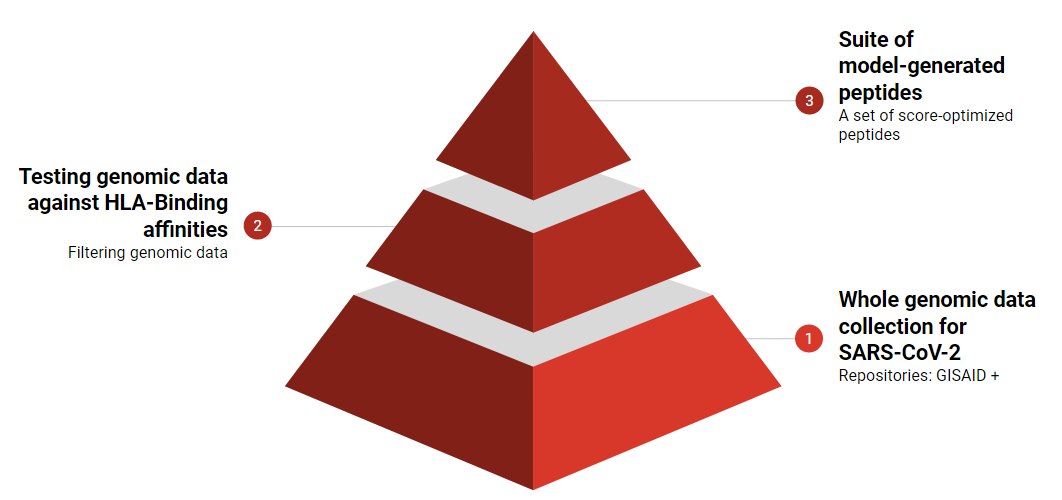 Suite of
model-generated
peptides
A set of score-optimized
peptides
3
Testing genomic data
against HLA-Binding
affinities
Filtering genomic data
2
Whole genomic data
collection for
SARS-CoV-2
Repositories: GISAID +
1